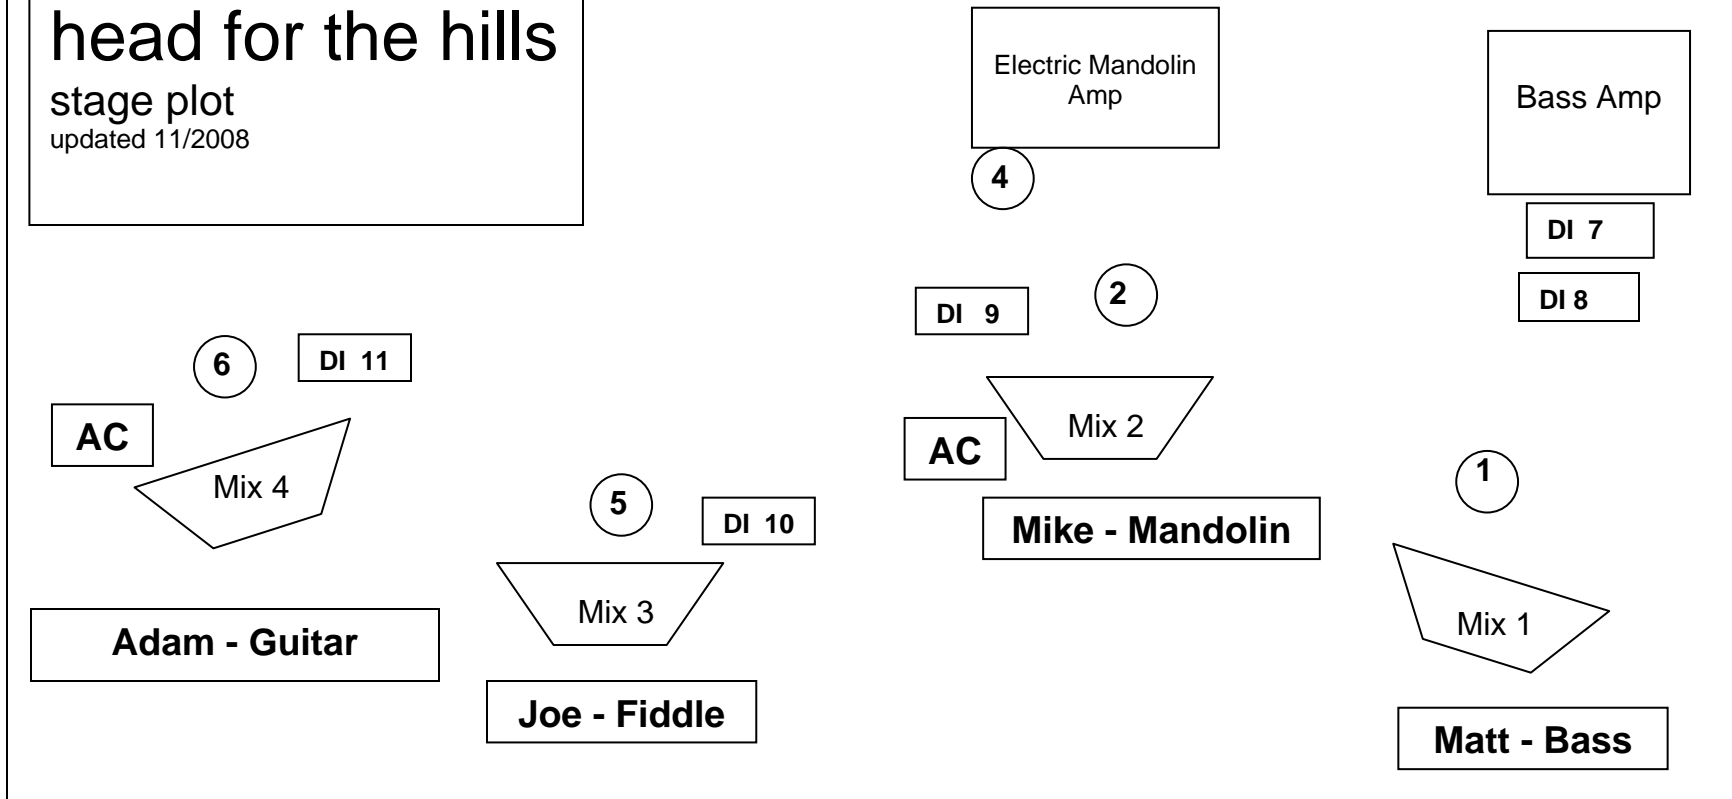 head for the hills
stage plot
updated 11/2008
Electric Mandolin
Amp
Bass Amp
4
DI 7
DI 8
2
DI 9
6
DI 11
AC
Mix 4
Mix 2
AC
1
5
DI 10
Mike - Mandolin
Mix 3
Mix 1
Adam - Guitar
Joe - Fiddle
Matt - Bass